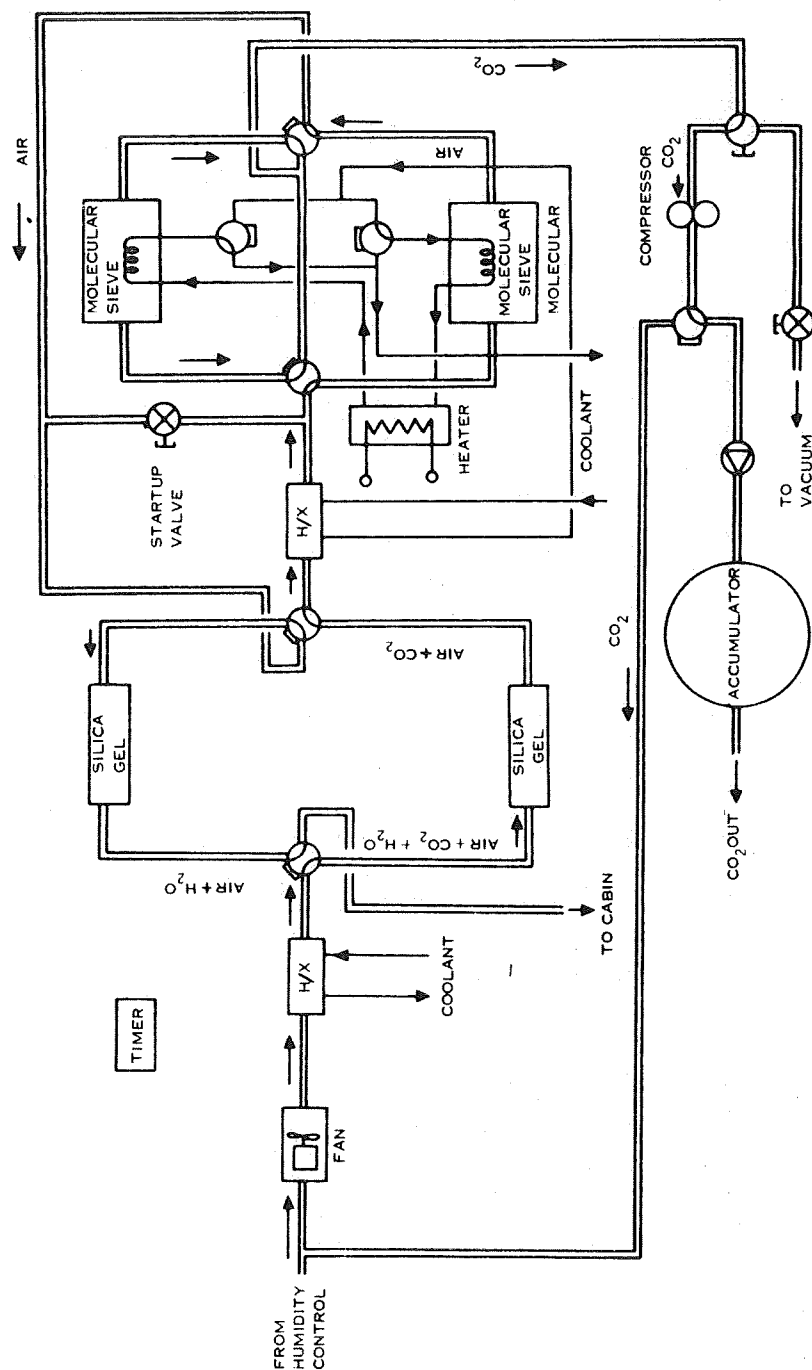 FROM
HUMIDITY
CONTROL
FAN
TIMER
H/X
COOLANT
TO CABIN
AIR + H₂O
AIR + CO₂ + H₂O
SILICA
GEL
SILICA
GEL
AIR + CO₂
H/X
STARTUP
VALVE
AIR
MOLECULAR
SIEVE
HEATER
COOLANT
AIR
MOLECULAR
SIEVE
MOLECULAR
CO₂
COMPRESSOR
CO₂
TO
VACUUM
CO₂
ACCUMULATOR
CO₂ OUT